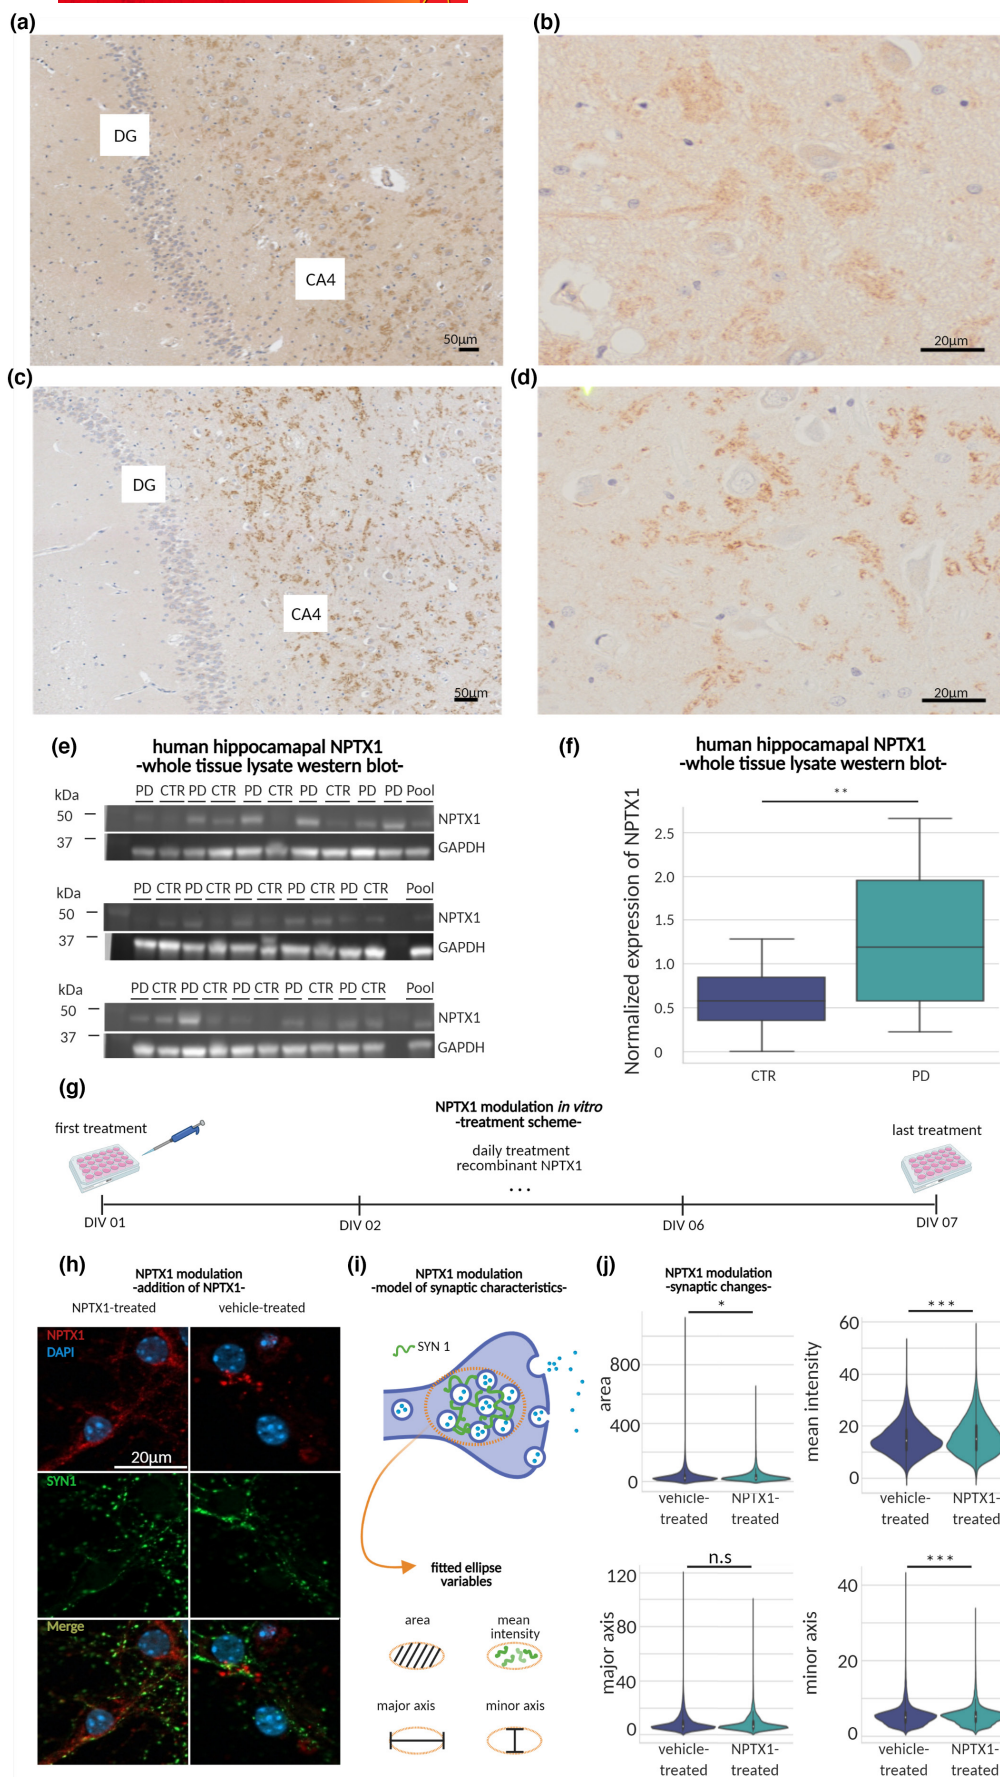 (a)
(b)
DG
CA4
50µm
20µm
(c)
(d)
DG
CA4
50µm
20µm
(e)
human hippocamapal NPTX1
-whole tissue lysate western blot-
kDa
PD CTR PD CTR PD CTR PD CTR PD PD Pool
50
NPTX1
37
GAPDH
kDa
PD CTR PD CTR PD CTR PD CTR PD CTR Pool
50
NPTX1
37
GAPDH
kDa
PD CTR PD CTR PD CTR PD CTR PD CTR Pool
50
NPTX1
37
GAPDH
(f)
human hippocamapal NPTX1
-whole tissue lysate western blot-
**
Normalized expression of NPTX1
2.5
2.0
1.5
1.0
0.5
0
CTR PD
(g)
NPTX1 modulation in vitro
-treatment scheme-
first treatment
daily treatment
recombinant NPTX1
...
last treatment
DIV 01 DIV 02 DIV 06 DIV 07
(h)
NPTX1 modulation
-addition of NPTX1-
NPTX1-treated vehicle-treated
NPTX1
DAPI
20µm
SYN1
Merge
(i)
NPTX1 modulation
-model of synaptic characteristics-
SYN 1
fitted ellipse
variables
area
mean
intensity
major axis
minor axis
(j)
NPTX1 modulation
-synaptic changes-
*
area
800
400
0
vehicle-
treated
NPTX1-
treated
***
mean intensity
60
40
20
0
vehicle-
treated
NPTX1-
treated
n.s
major axis
120
80
40
0
vehicle-
treated
NPTX1-
treated
***
minor axis
40
20
0
vehicle-
treated
NPTX1-
treated